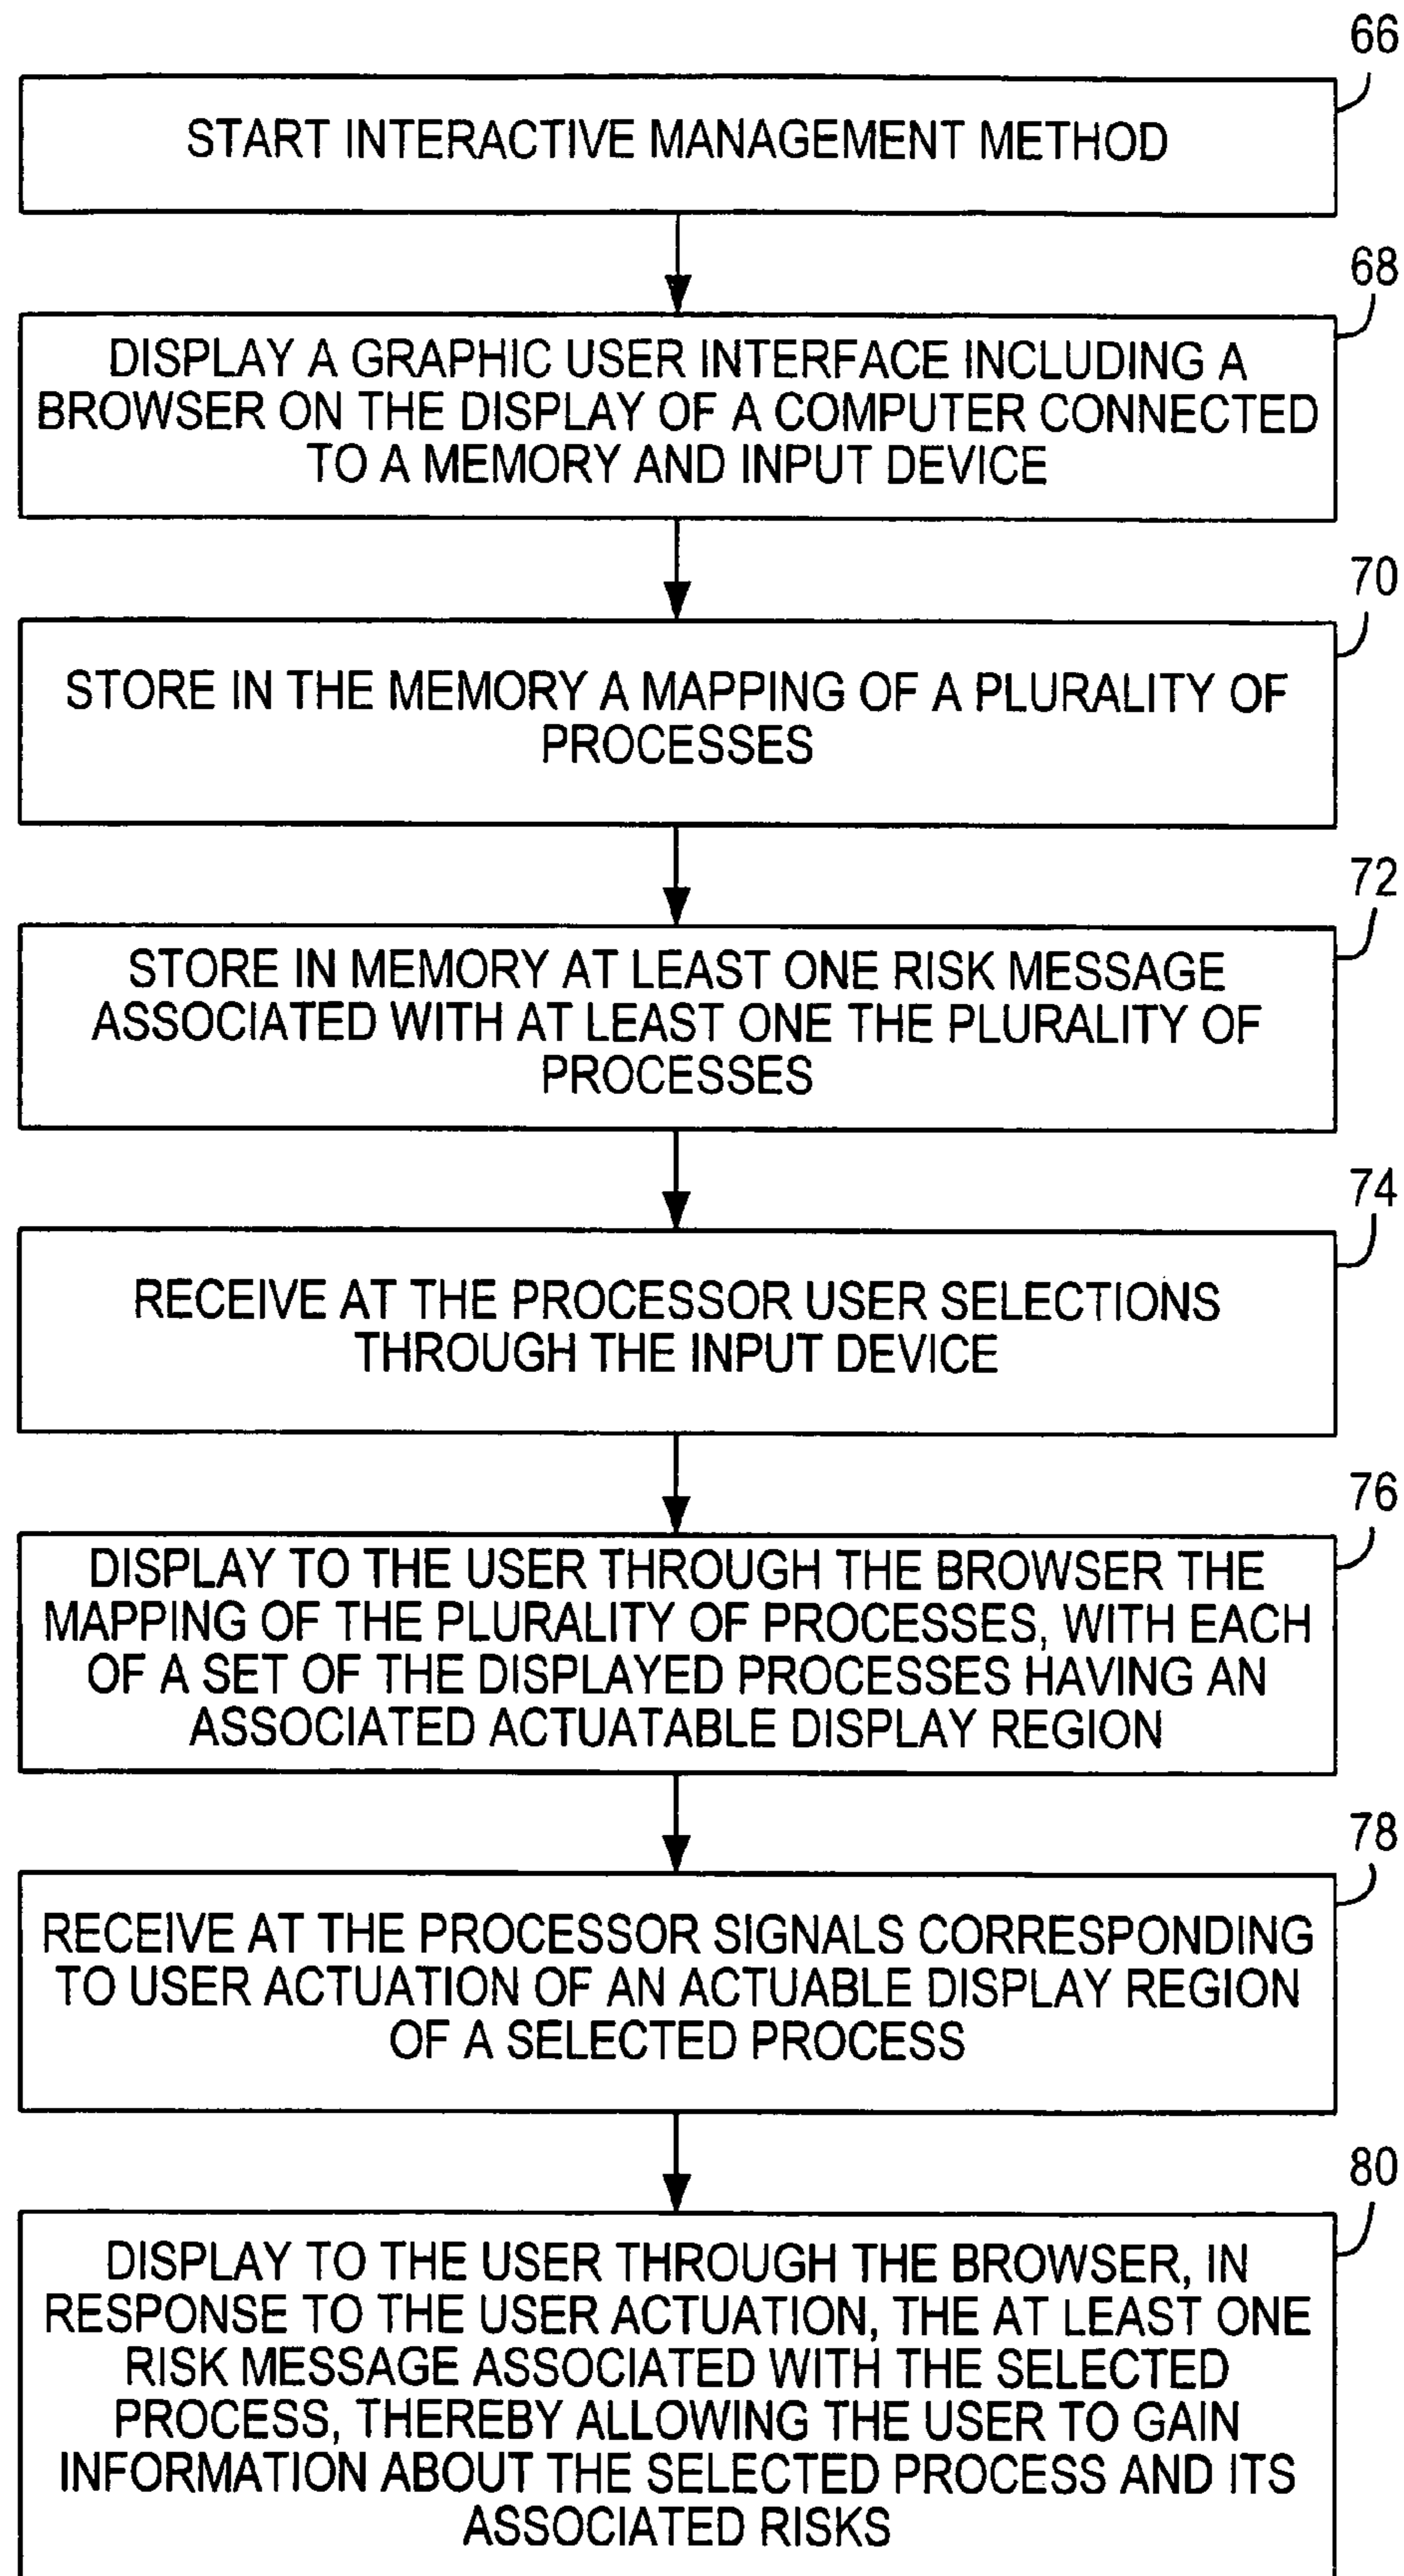 66
START INTERACTIVE MANAGEMENT METHOD
68
DISPLAY A GRAPHIC USER INTERFACE INCLUDING A
BROWSER ON THE DISPLAY OF A COMPUTER CONNECTED
TO A MEMORY AND INPUT DEVICE
70
STORE IN THE MEMORY A MAPPING OF A PLURALITY OF
PROCESSES
72
STORE IN MEMORY AT LEAST ONE RISK MESSAGE
ASSOCIATED WITH AT LEAST ONE THE PLURALITY OF
PROCESSES
74
RECEIVE AT THE PROCESSOR USER SELECTIONS
THROUGH THE INPUT DEVICE
76
DISPLAY TO THE USER THROUGH THE BROWSER THE
MAPPING OF THE PLURALITY OF PROCESSES, WITH EACH
OF A SET OF THE DISPLAYED PROCESSES HAVING AN
ASSOCIATED ACTUATABLE DISPLAY REGION
78
RECEIVE AT THE PROCESSOR SIGNALS CORRESPONDING
TO USER ACTUATION OF AN ACTUABLE DISPLAY REGION
OF A SELECTED PROCESS
80
DISPLAY TO THE USER THROUGH THE BROWSER, IN
RESPONSE TO THE USER ACTUATION, THE AT LEAST ONE
RISK MESSAGE ASSOCIATED WITH THE SELECTED
PROCESS, THEREBY ALLOWING THE USER TO GAIN
INFORMATION ABOUT THE SELECTED PROCESS AND ITS
ASSOCIATED RISKS